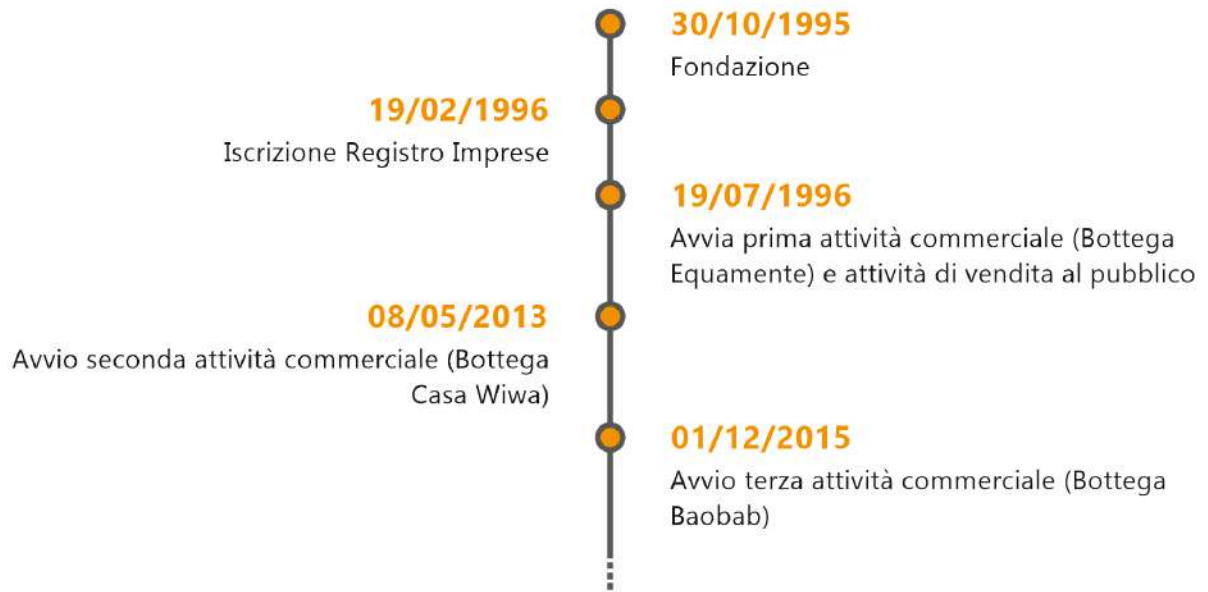 30/10/1995
Fondazione
19/02/1996
Iscrizione Registro Imprese
19/07/1996
Avvia prima attività commerciale (Bottega
Equamente) e attività di vendita al pubblico
08/05/2013
Avvio seconda attività commerciale (Bottega
Casa Wiwa)
01/12/2015
Avvio terza attività commerciale (Bottega
Baobab)